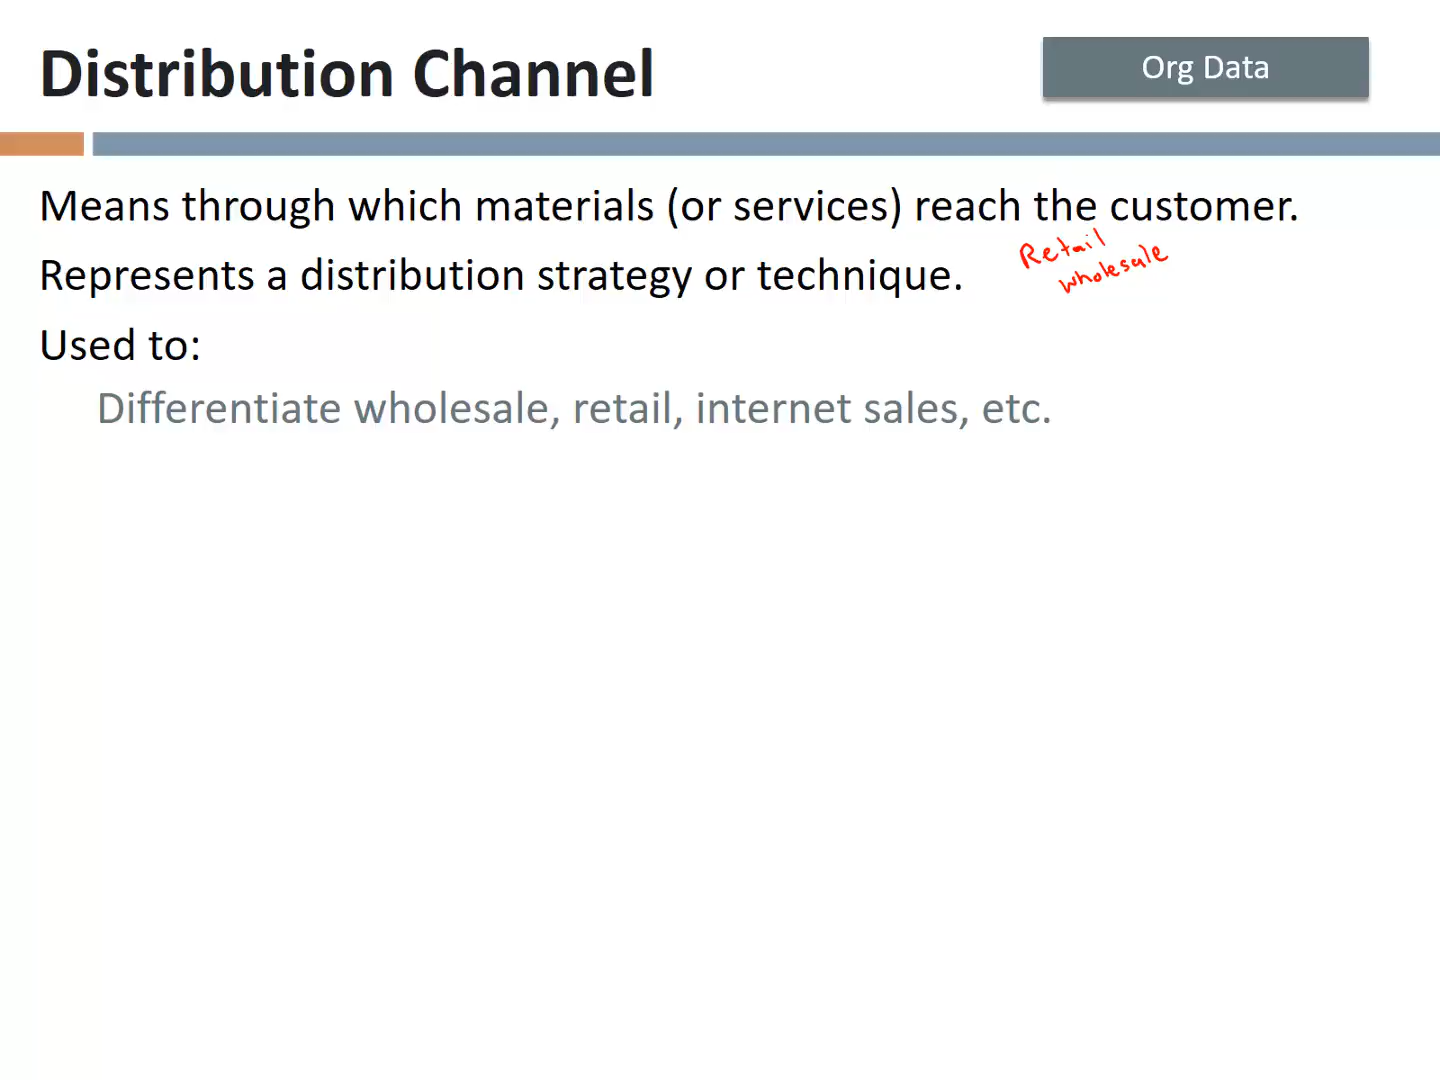 Distribution Channel
Org Data
Means through which materials (or services) reach the customer.
Retail
wholesale
Represents a distribution strategy or technique.
Used to:
Differentiate wholesale, retail, internet sales, etc.